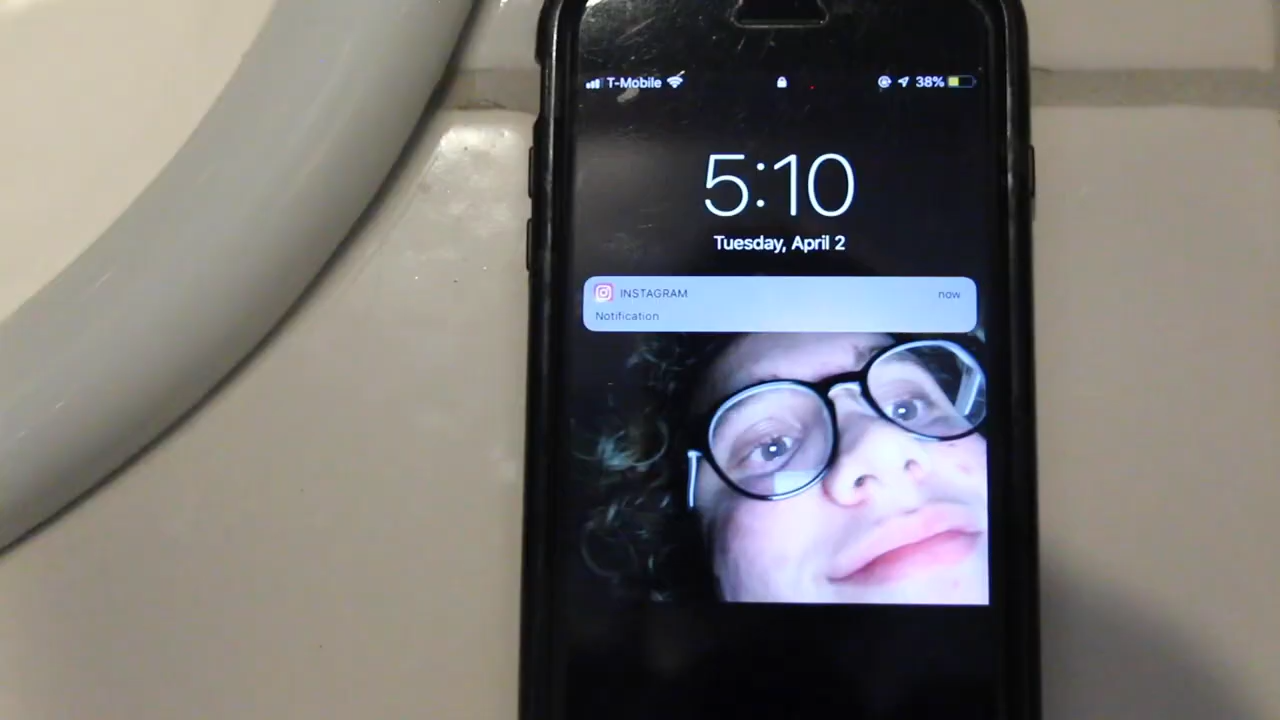 T-Mobile 38%
5:10
Tuesday, April 2
INSTAGRAM now
Notification